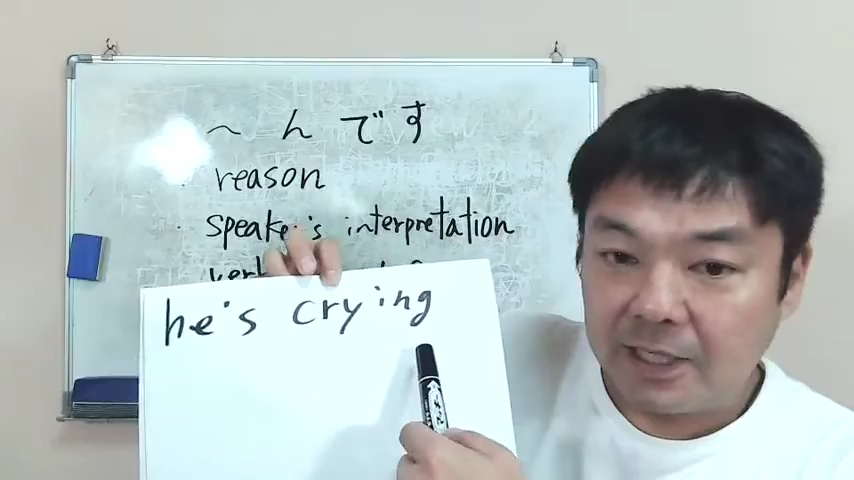 〜んです
reason
speaker's interpretation
he's crying